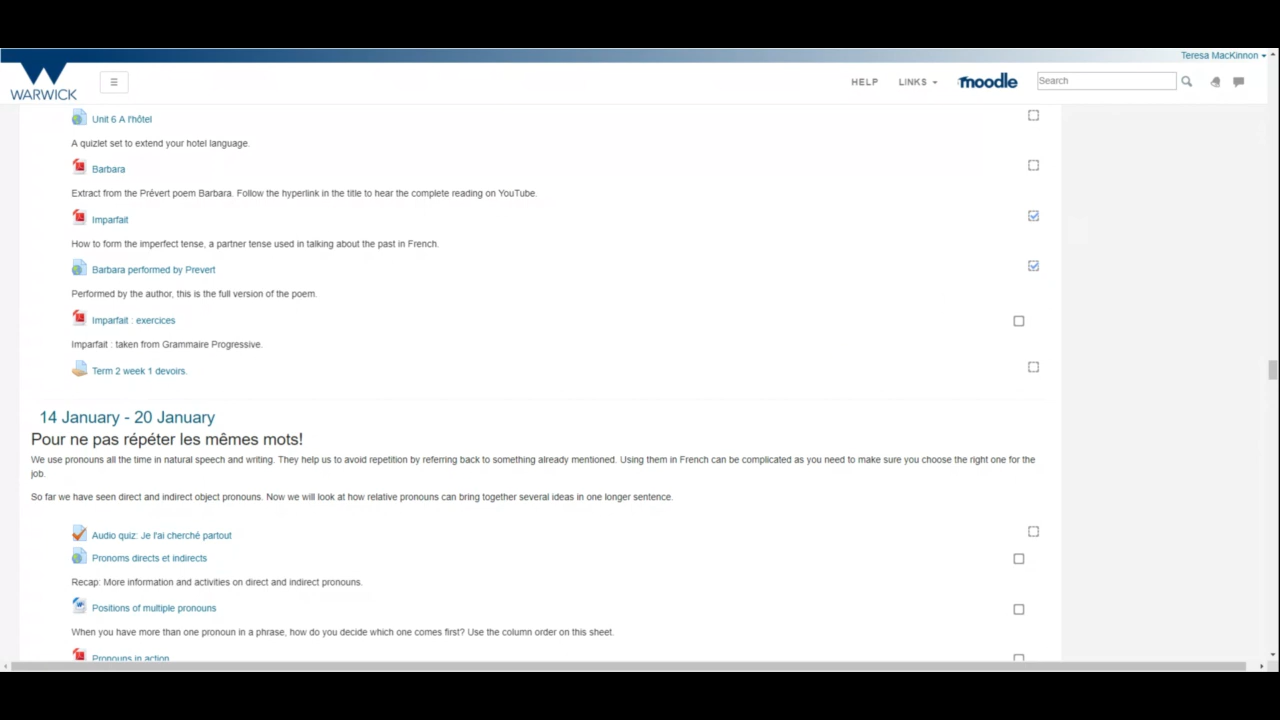 Teresa MacKinnon
WARWICK
HELP
LINKS
moodle
Search
Unit 6 A l'hôtel
A quizlet set to extend your hotel language.
Barbara
Extract from the Prévert poem Barbara. Follow the hyperlink in the title to hear the complete reading on YouTube.
Imparfait
How to form the imperfect tense, a partner tense used in talking about the past in French.
Barbara performed by Prevert
Performed by the author, this is the full version of the poem.
Imparfait : exercices
Imparfait : taken from Grammaire Progressive.
Term 2 week 1 devoirs.
14 January - 20 January
Pour ne pas répéter les mêmes mots!
We use pronouns all the time in natural speech and writing. They help us to avoid repetition by referring back to something already mentioned. Using them in French can be complicated as you need to make sure you choose the right one for the
job.
So far we have seen direct and indirect object pronouns. Now we will look at how relative pronouns can bring together several ideas in one longer sentence.
Audio quiz: Je l'ai cherché partout
Pronoms directs et indirects
Recap: More information and activities on direct and indirect pronouns.
Positions of multiple pronouns
When you have more than one pronoun in a phrase, how do you decide which one comes first? Use the column order on this sheet.
Pronouns in action